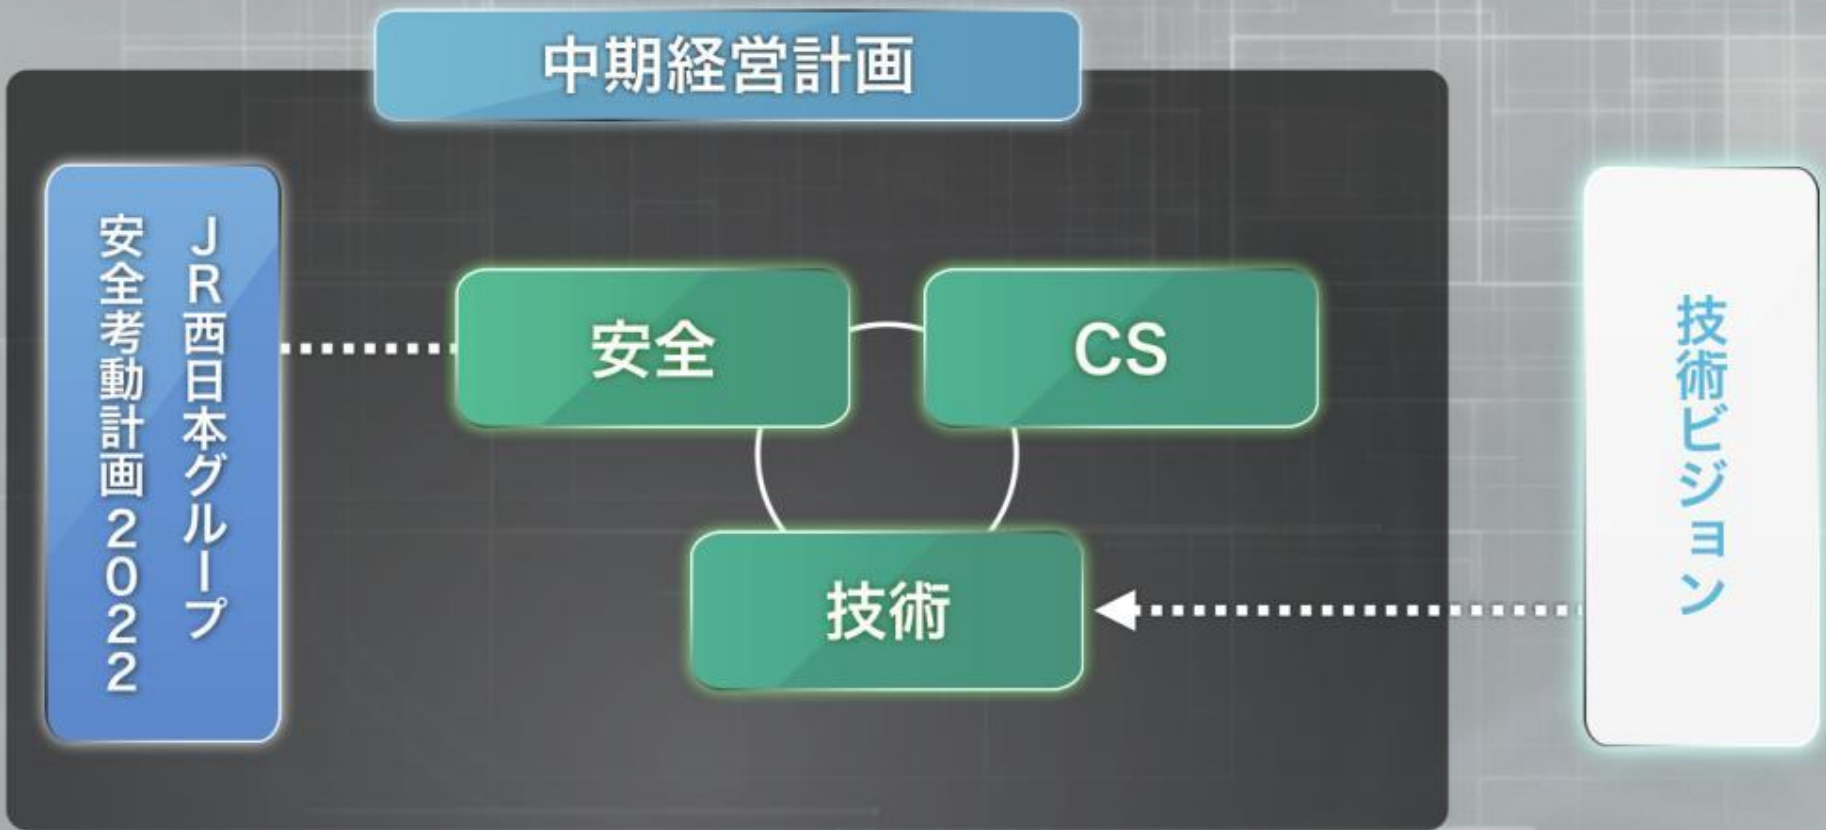 中期経営計画
JR西日本グループ
安全考動計画2022
安全
CS
技術
技術ビジョン